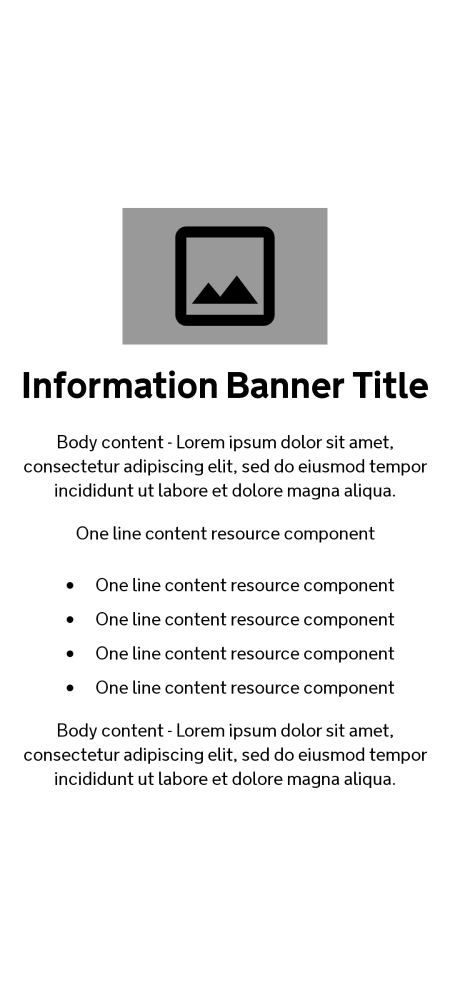 Information Banner Title
Body content - Lorem ipsum dolor sit amet,
consectetur adipiscing elit, sed do eiusmod tempor
incididunt ut labore et dolore magna aliqua.
One line content resource component
• One line content resource component
• One line content resource component
• One line content resource component
• One line content resource component
Body content - Lorem ipsum dolor sit amet,
consectetur adipiscing elit, sed do eiusmod tempor
incididunt ut labore et dolore magna aliqua.